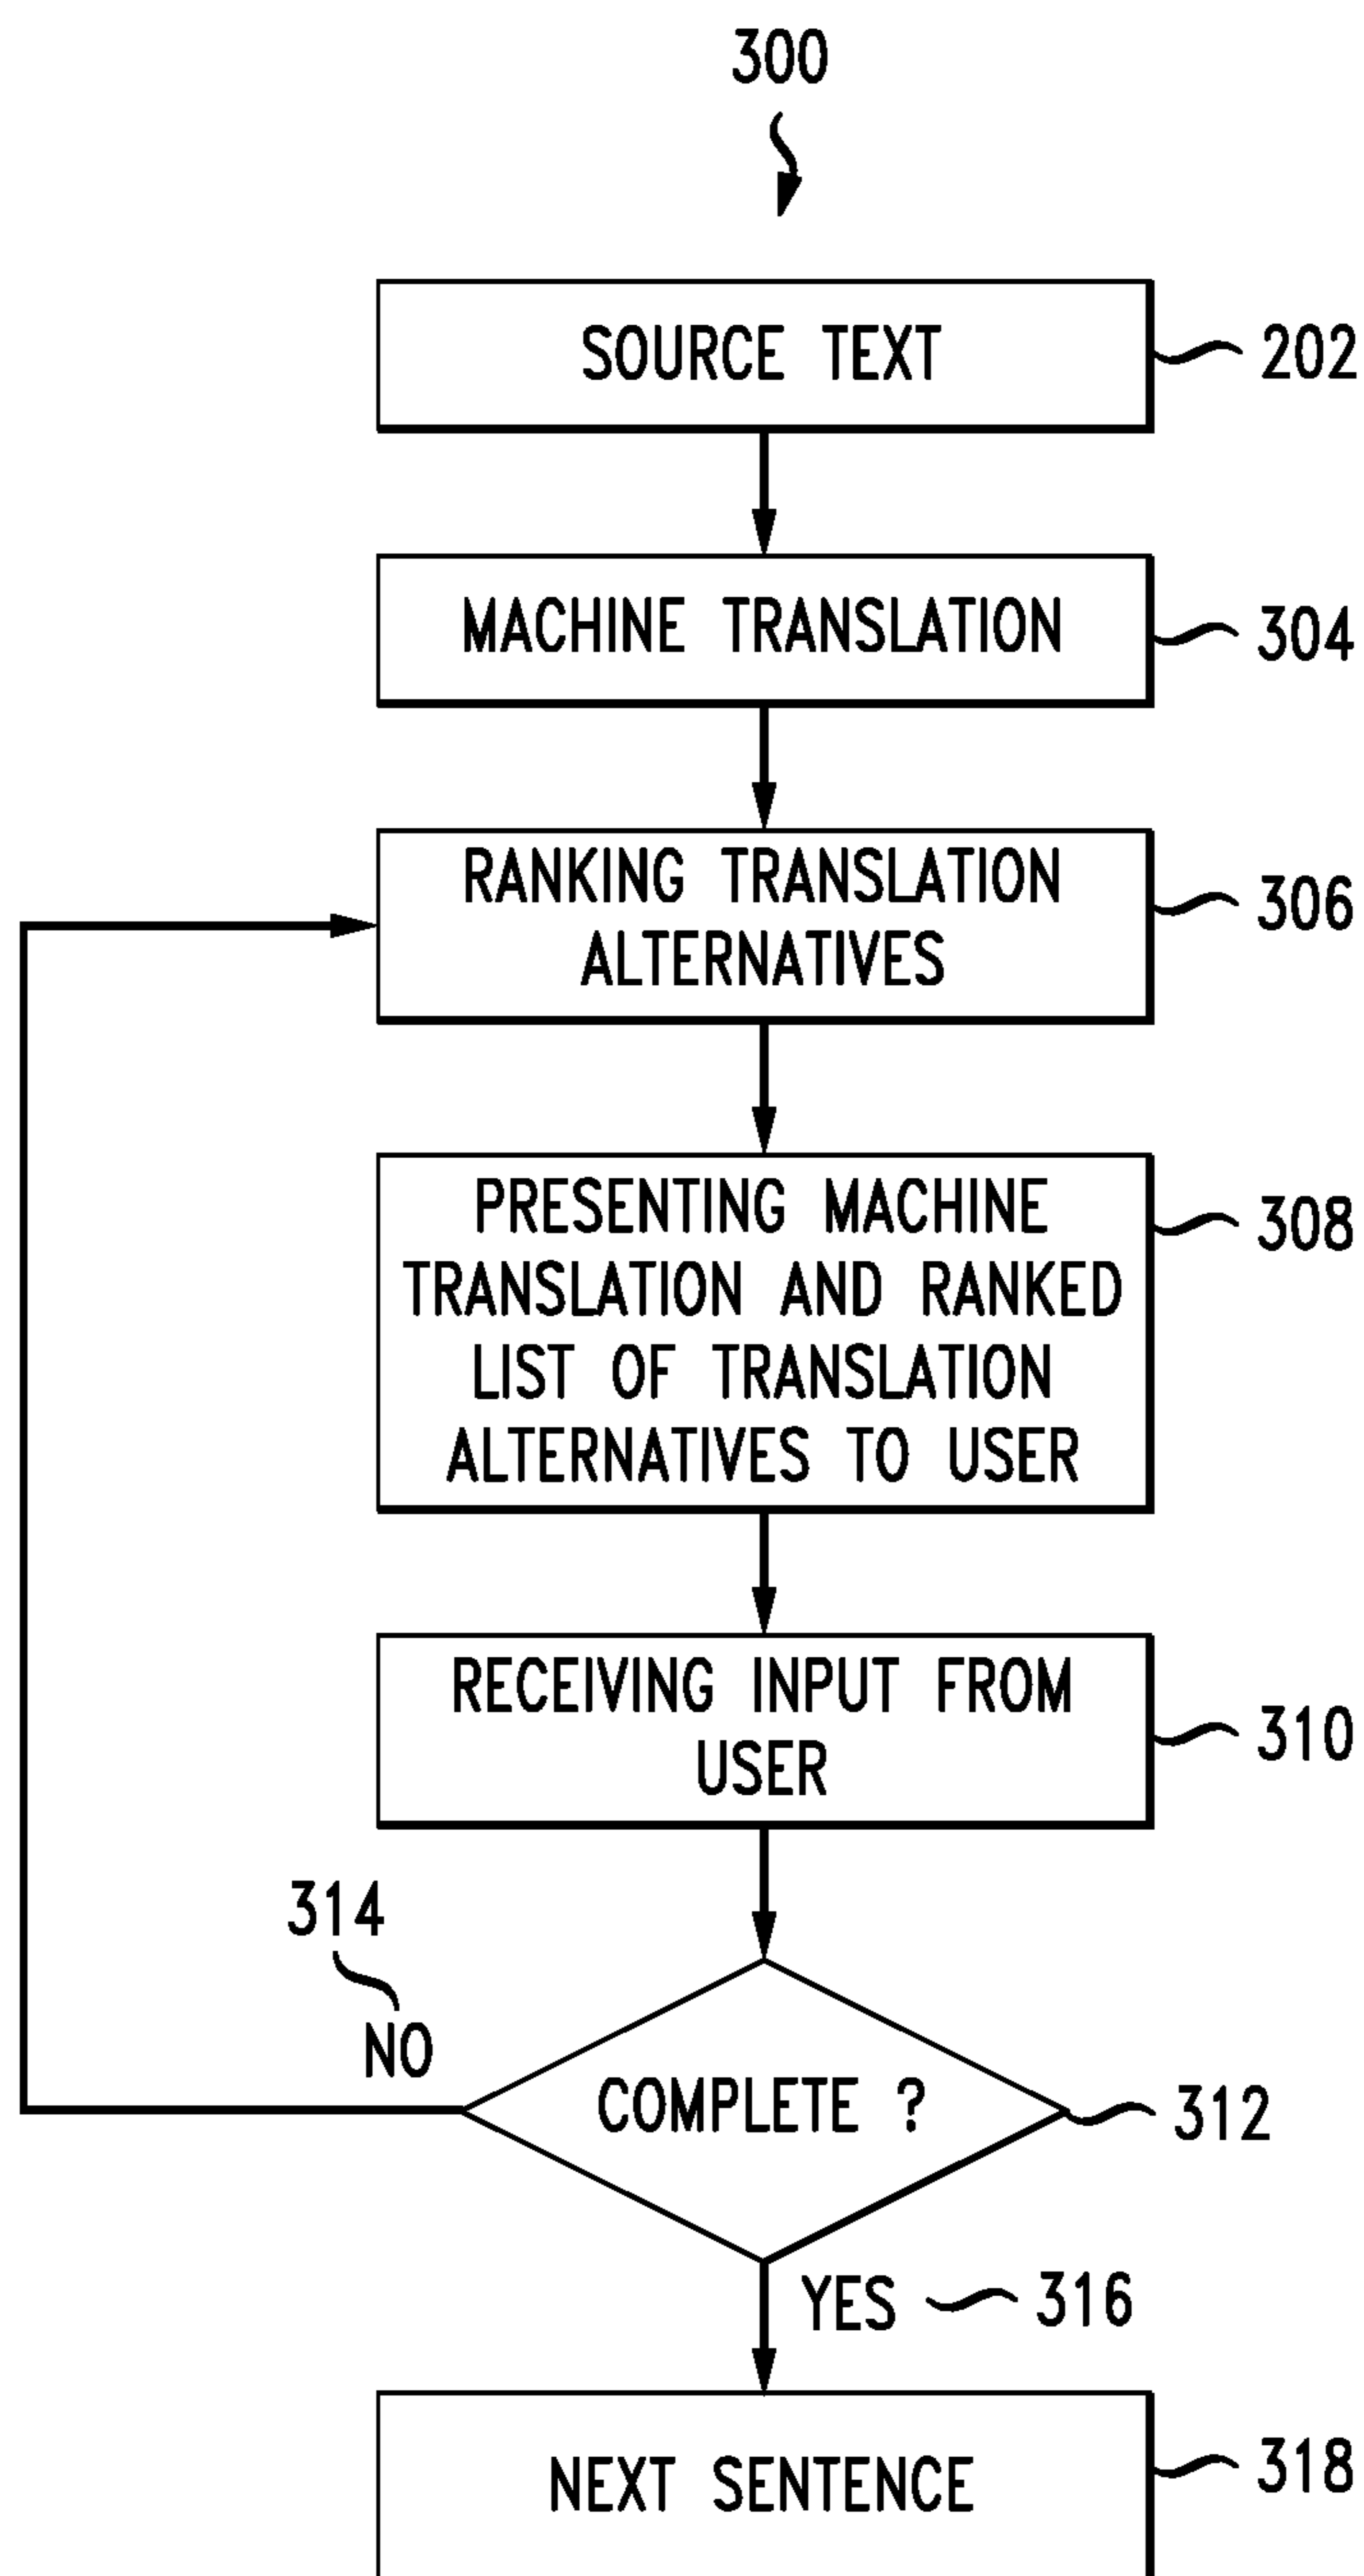 300
SOURCE TEXT
202
MACHINE TRANSLATION
304
RANKING TRANSLATION
ALTERNATIVES
306
PRESENTING MACHINE
TRANSLATION AND RANKED
LIST OF TRANSLATION
ALTERNATIVES TO USER
308
RECEIVING INPUT FROM
USER
310
314
NO
COMPLETE ?
312
YES
316
NEXT SENTENCE
318